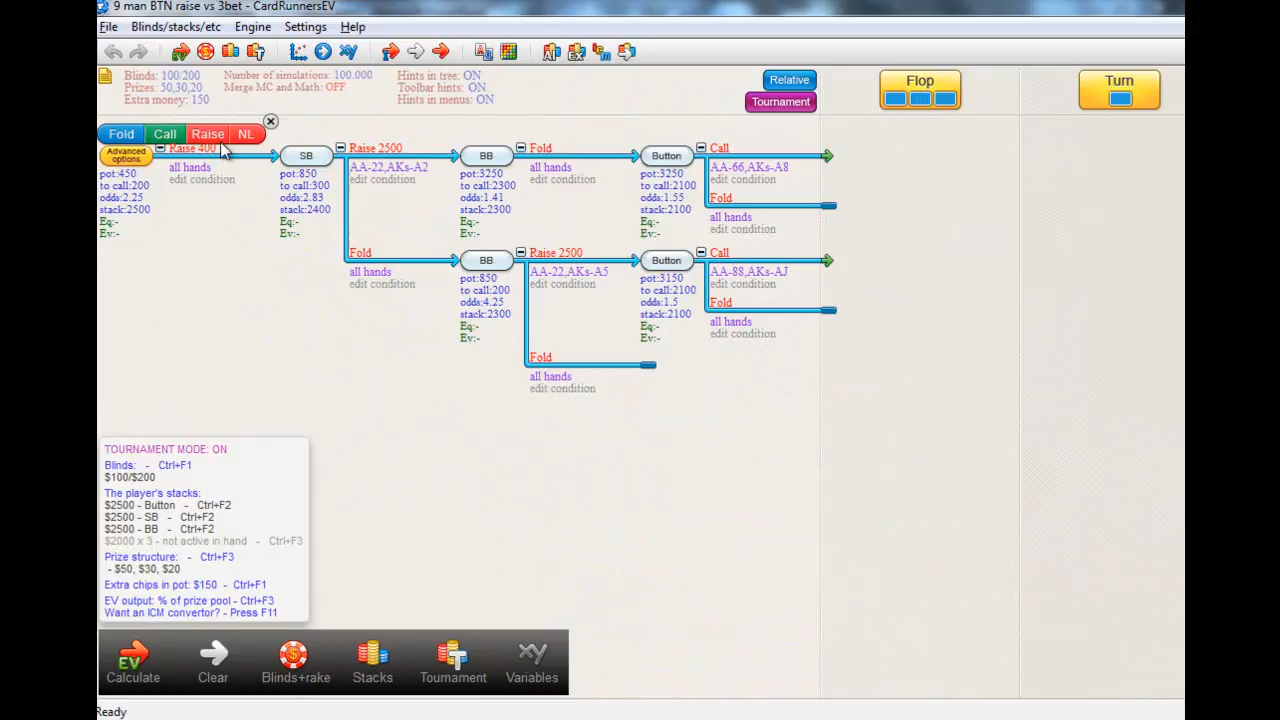 9 man BTN raise vs 3bet - CardRunnersEV
File Blinds/stacks/etc Engine Settings Help
Blinds: 100/200
Prizes: 50,30,20
Extra money: 150
Number of simulations: 100.000
Merge MC and Math: OFF
Hints in tree: ON
Toolbar hints: ON
Hints in menus: ON
Relative
Tournament
Flop
Turn
Fold Call Raise NL
Advanced options
Raise 400
all hands
edit condition
pot:450
to call:200
odds:2.25
stack:2500
Eq:-
Ev:-
SB
pot:850
to call:300
odds:2.83
stack:2400
Eq:-
Ev:-
Raise 2500
AA-22,AKs-A2
edit condition
BB
pot:3250
to call:2300
odds:1.41
stack:2300
Eq:-
Ev:-
Fold
all hands
edit condition
Button
pot:3250
to call:2100
odds:1.55
stack:2100
Eq:-
Ev:-
Call
AA-66,AKs-A8
edit condition
Fold
all hands
edit condition
Fold
all hands
edit condition
BB
pot:850
to call:200
odds:4.25
stack:2300
Eq:-
Ev:-
Raise 2500
AA-22,AKs-A5
edit condition
Button
pot:3150
to call:2100
odds:1.5
stack:2100
Eq:-
Ev:-
Call
AA-88,AKs-AJ
edit condition
Fold
all hands
edit condition
Fold
all hands
edit condition
TOURNAMENT MODE: ON
Blinds: - Ctrl+F1
$100/$200
The player's stacks:
$2500 - Button - Ctrl+F2
$2500 - SB - Ctrl+F2
$2500 - BB - Ctrl+F2
$2000 x 3 - not active in hand - Ctrl+F3
Prize structure: - Ctrl+F3
- $50, $30, $20
Extra chips in pot: $150 - Ctrl+F1
EV output: % of prize pool - Ctrl+F3
Want an ICM convertor? - Press F11
EV
Calculate Clear Blinds+rake Stacks Tournament Variables
Ready